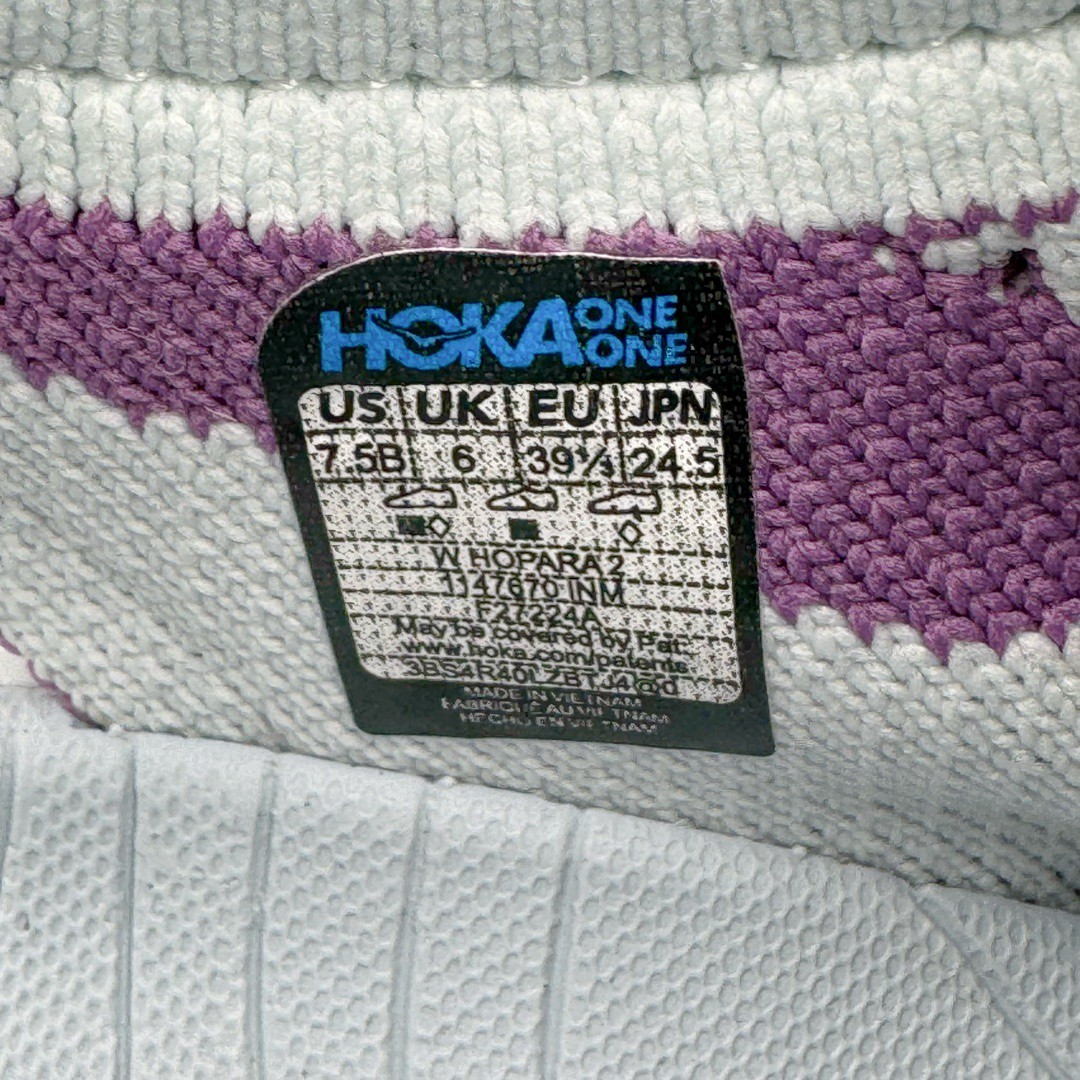 HOKA ONE ONE
US UK EU JPN
7.5B 6 39⅓ 24.5
W HOPARA 2
1147670 INM
F27224A
May be covered by Pat.
www.hoka.com/patents
MADE IN VIETNAM
FABRIQUE AU VIETNAM
HECHO EN VIETNAM